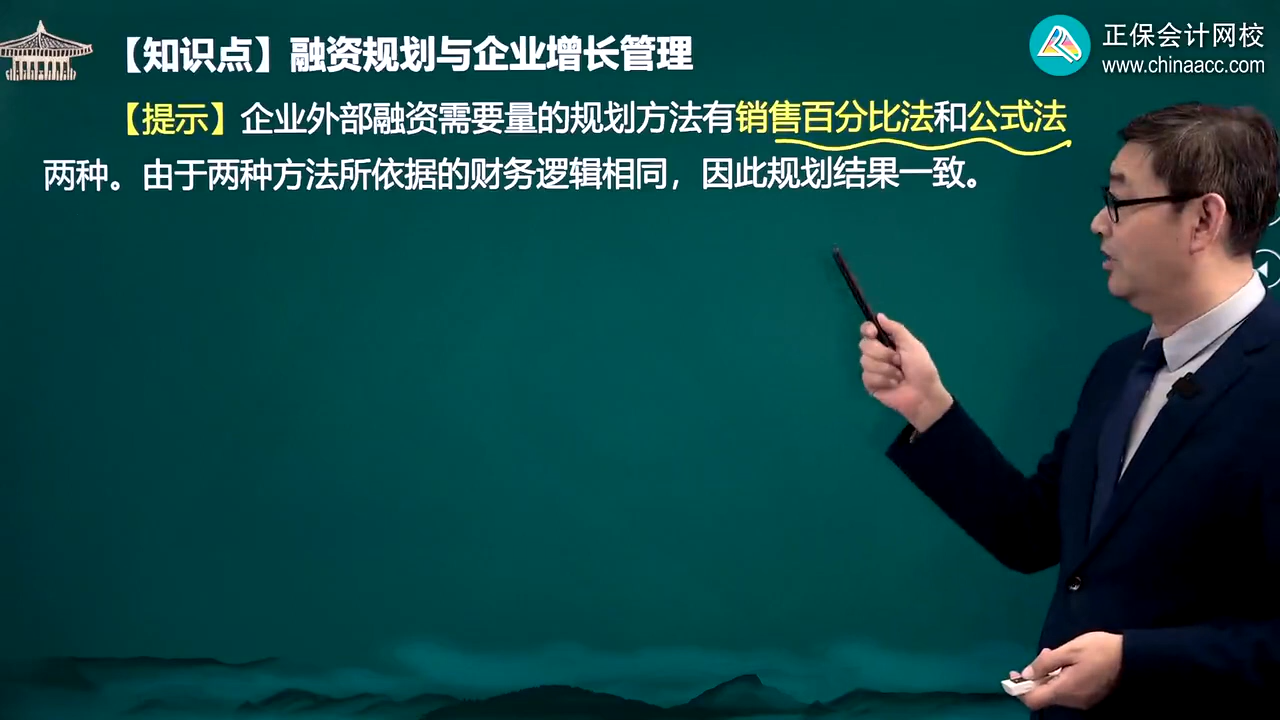 正保会计网校
www.chinaacc.com
【知识点】融资规划与企业增长管理
【提示】企业外部融资需要量的规划方法有销售百分比法和公式法
两种。由于两种方法所依据的财务逻辑相同，因此规划结果一致。